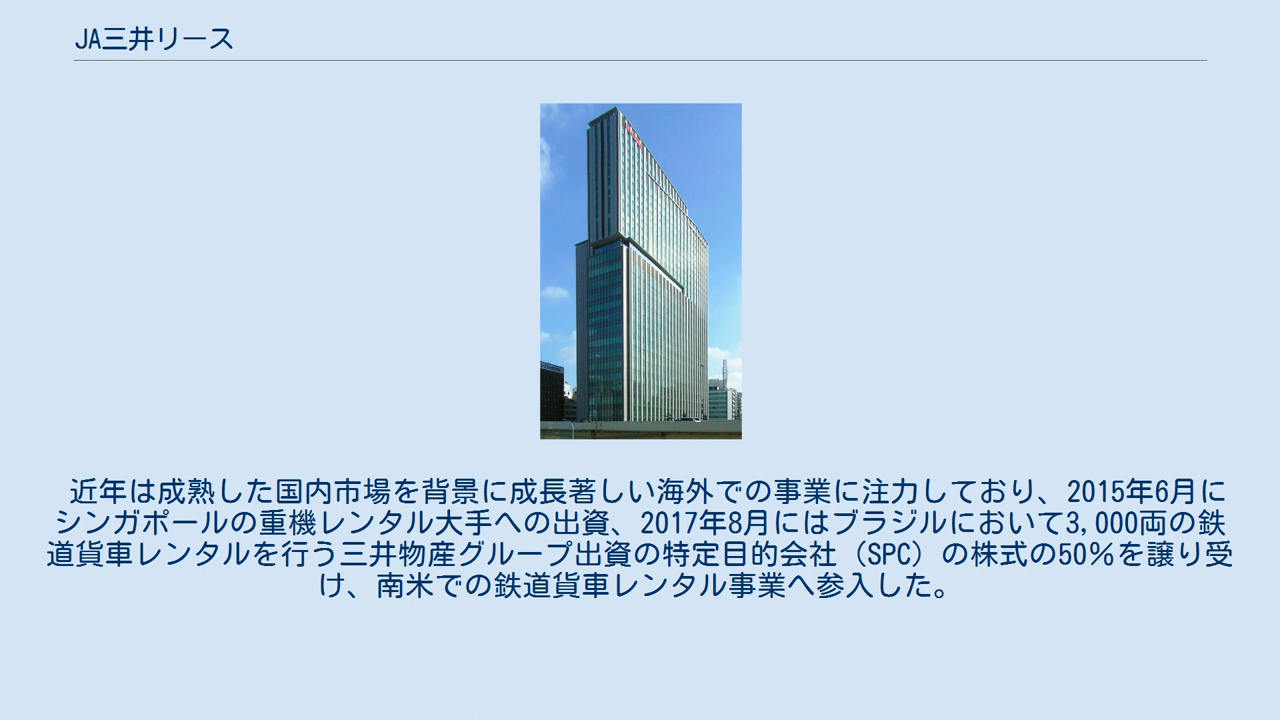 JA三井リース
近年は成熟した国内市場を背景に成長著しい海外での事業に注力しており、2015年6月に
シンガポールの重機レンタル大手への出資、2017年8月にはブラジルにおいて3,000両の鉄
道貨車レンタルを行う三井物産グループ出資の特定目的会社（SPC）の株式の50％を譲り受
け、南米での鉄道貨車レンタル事業へ参入した。